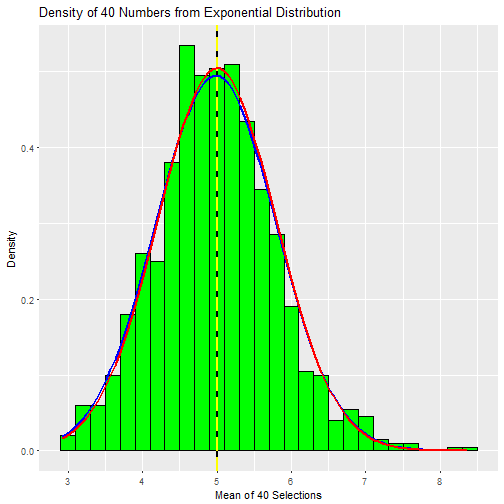 Density of 40 Numbers from Exponential Distribution
Density
0.4
0.2
0.0
3 4 5 6 7 8
Mean of 40 Selections